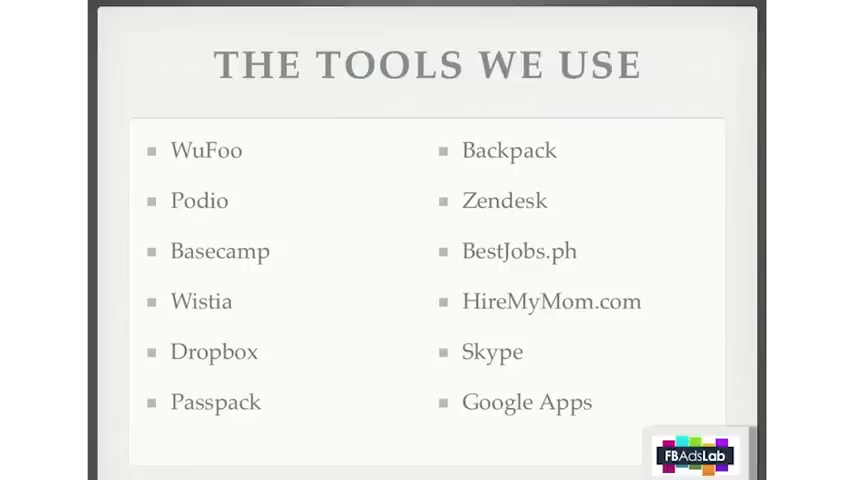 THE TOOLS WE USE
WuFoo
Podio
Basecamp
Wistia
Dropbox
Passpack
Backpack
Zendesk
BestJobs.ph
HireMyMom.com
Skype
Google Apps
FBAdsLab